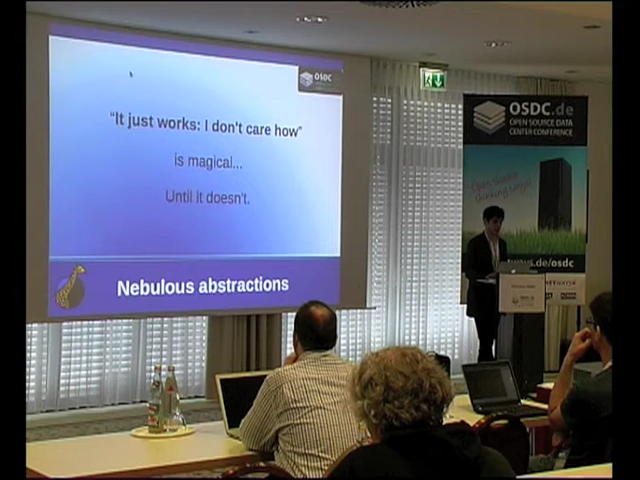 OSDC
"It just works: I don't care how"
is magical...
Until it doesn't.
Nebulous abstractions
OSDC.de
OPEN SOURCE DATA
CENTER CONFERENCE
.de/osdc